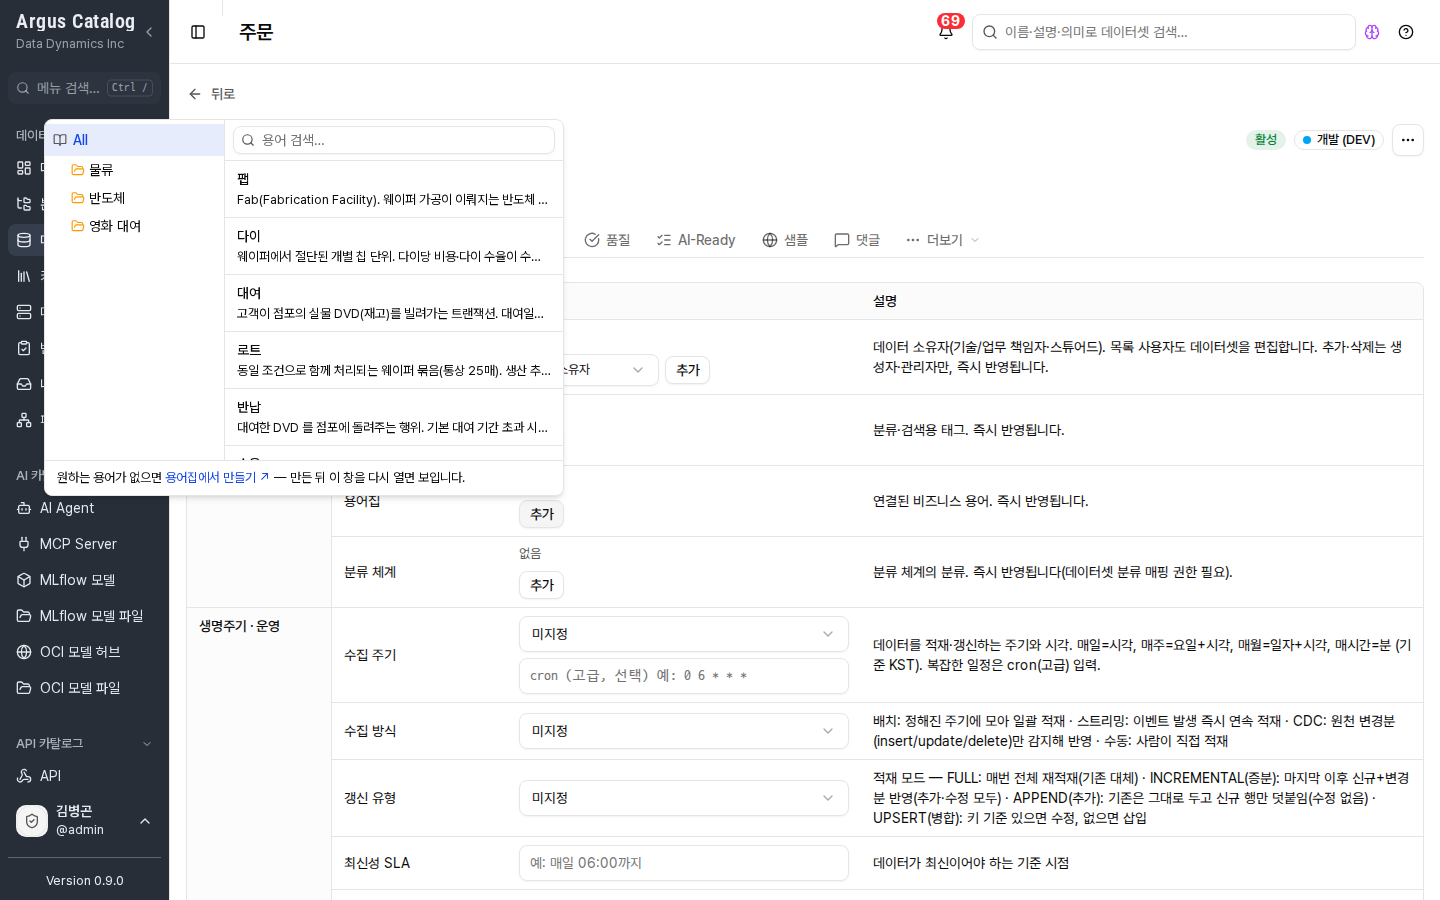 Argus Catalog
Data Dynamics Inc
메뉴 검색... Ctrl /
주문
69
이름·설명·의미로 데이터셋 검색...
뒤로
활성
개발 (DEV)
All
물류
반도체
영화 대여
용어 검색...
팹
Fab(Fabrication Facility). 웨이퍼 가공이 이뤄지는 반도체 ...
다이
웨이퍼에서 절단된 개별 칩 단위. 다이당 비용·다이 수율이 수...
대여
고객이 점포의 실물 DVD(재고)를 빌려가는 트랜잭션. 대여일...
로트
동일 조건으로 함께 처리되는 웨이퍼 묶음(통상 25매). 생산 추...
반납
대여한 DVD 를 점포에 돌려주는 행위. 기본 대여 기간 초과 시...
원하는 용어가 없으면 용어집에서 만들기 ↗ — 만든 뒤 이 창을 다시 열면 보입니다.
품질
AI-Ready
샘플
댓글
더보기
설명
추가
데이터 소유자(기술/업무 책임자·스튜어드). 목록 사용자도 데이터셋을 편집합니다. 추가·삭제는 생
성자·관리자만, 즉시 반영됩니다.
분류·검색용 태그. 즉시 반영됩니다.
용어집
추가
연결된 비즈니스 용어. 즉시 반영됩니다.
분류 체계
없음
추가
분류 체계의 분류. 즉시 반영됩니다(데이터셋 분류 매핑 권한 필요).
생명주기 · 운영
수집 주기
미지정
cron (고급, 선택) 예: 0 6 * * *
데이터를 적재·갱신하는 주기와 시각. 매일=시각, 매주=요일+시각, 매월=일자+시각, 매시간=분 (기
준 KST). 복잡한 일정은 cron(고급) 입력.
수집 방식
미지정
배치: 정해진 주기에 모아 일괄 적재 · 스트리밍: 이벤트 발생 즉시 연속 적재 · CDC: 원천 변경분
(insert/update/delete)만 감지해 반영 · 수동: 사람이 직접 적재
갱신 유형
미지정
적재 모드 — FULL: 매번 전체 재적재(기존 대체) · INCREMENTAL(증분): 마지막 이후 신규+변경
분 반영(추가·수정 모두) · APPEND(추가): 기존은 그대로 두고 신규 행만 덧붙임(수정 없음) ·
UPSERT(병합): 키 기준 있으면 수정, 없으면 삽입
최신성 SLA
예: 매일 06:00까지
데이터가 최신이어야 하는 기준 시점
AI Agent
MCP Server
MLflow 모델
MLflow 모델 파일
OCI 모델 허브
OCI 모델 파일
API 카탈로그
API
김병곤
@admin
Version 0.9.0